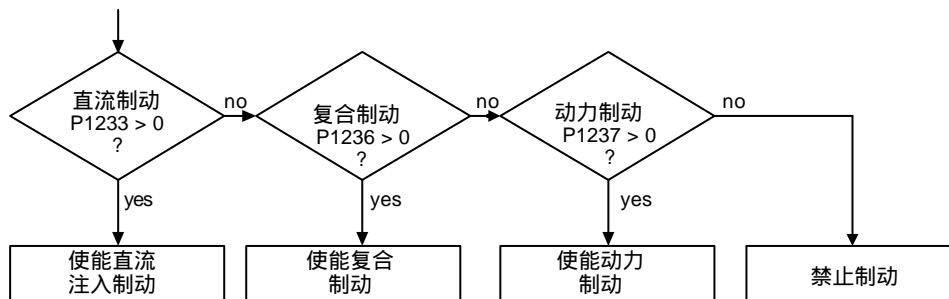 直流制动
P1233 > 0
?
no
复合制动
P1236 > 0
?
no
动力制动
P1237 > 0
?
no
yes
yes
yes
使能直流
注入制动
使能复合
制动
使能动力
制动
禁止制动